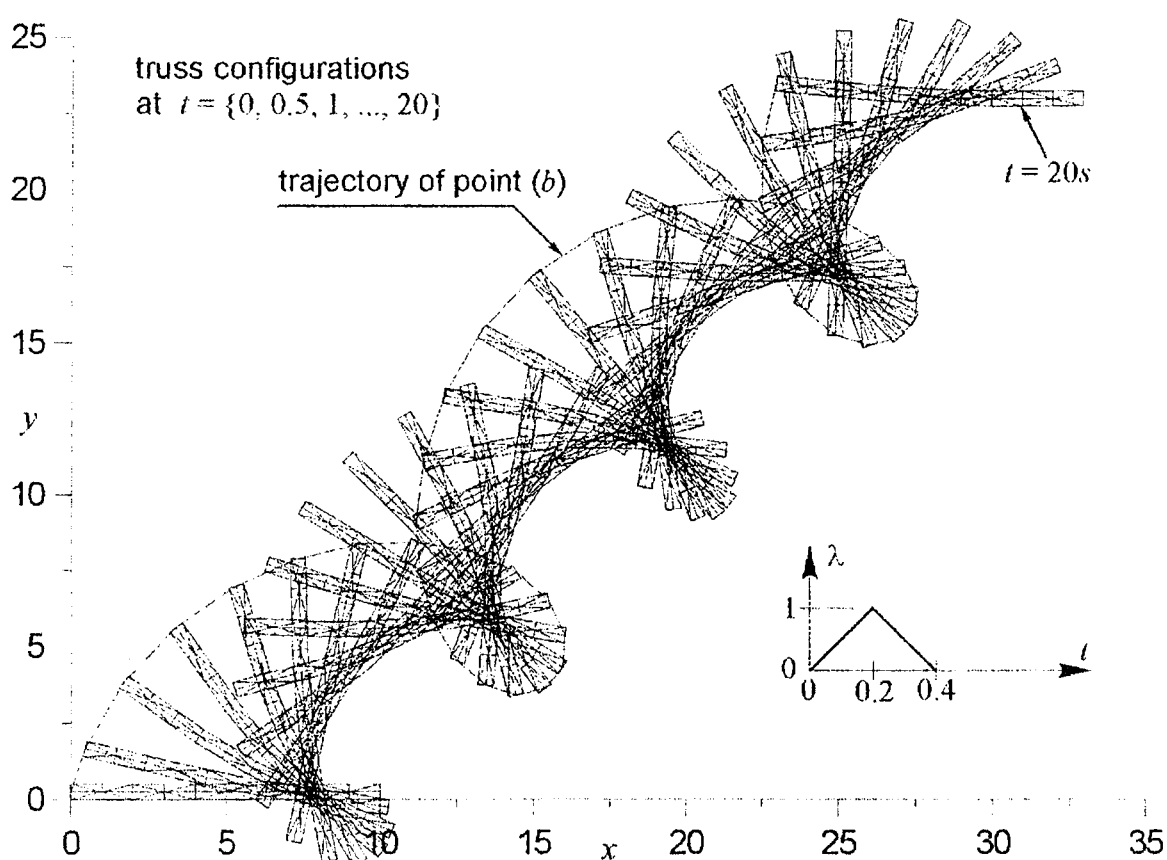 25
truss configurations
at t = {0, 0.5, 1, ..., 20}
trajectory of point (b)
t = 20s
20
15
y
10
5
0
λ
1
0
t
0 0.2 0.4
0 5 10 15 20 25 30 35
x